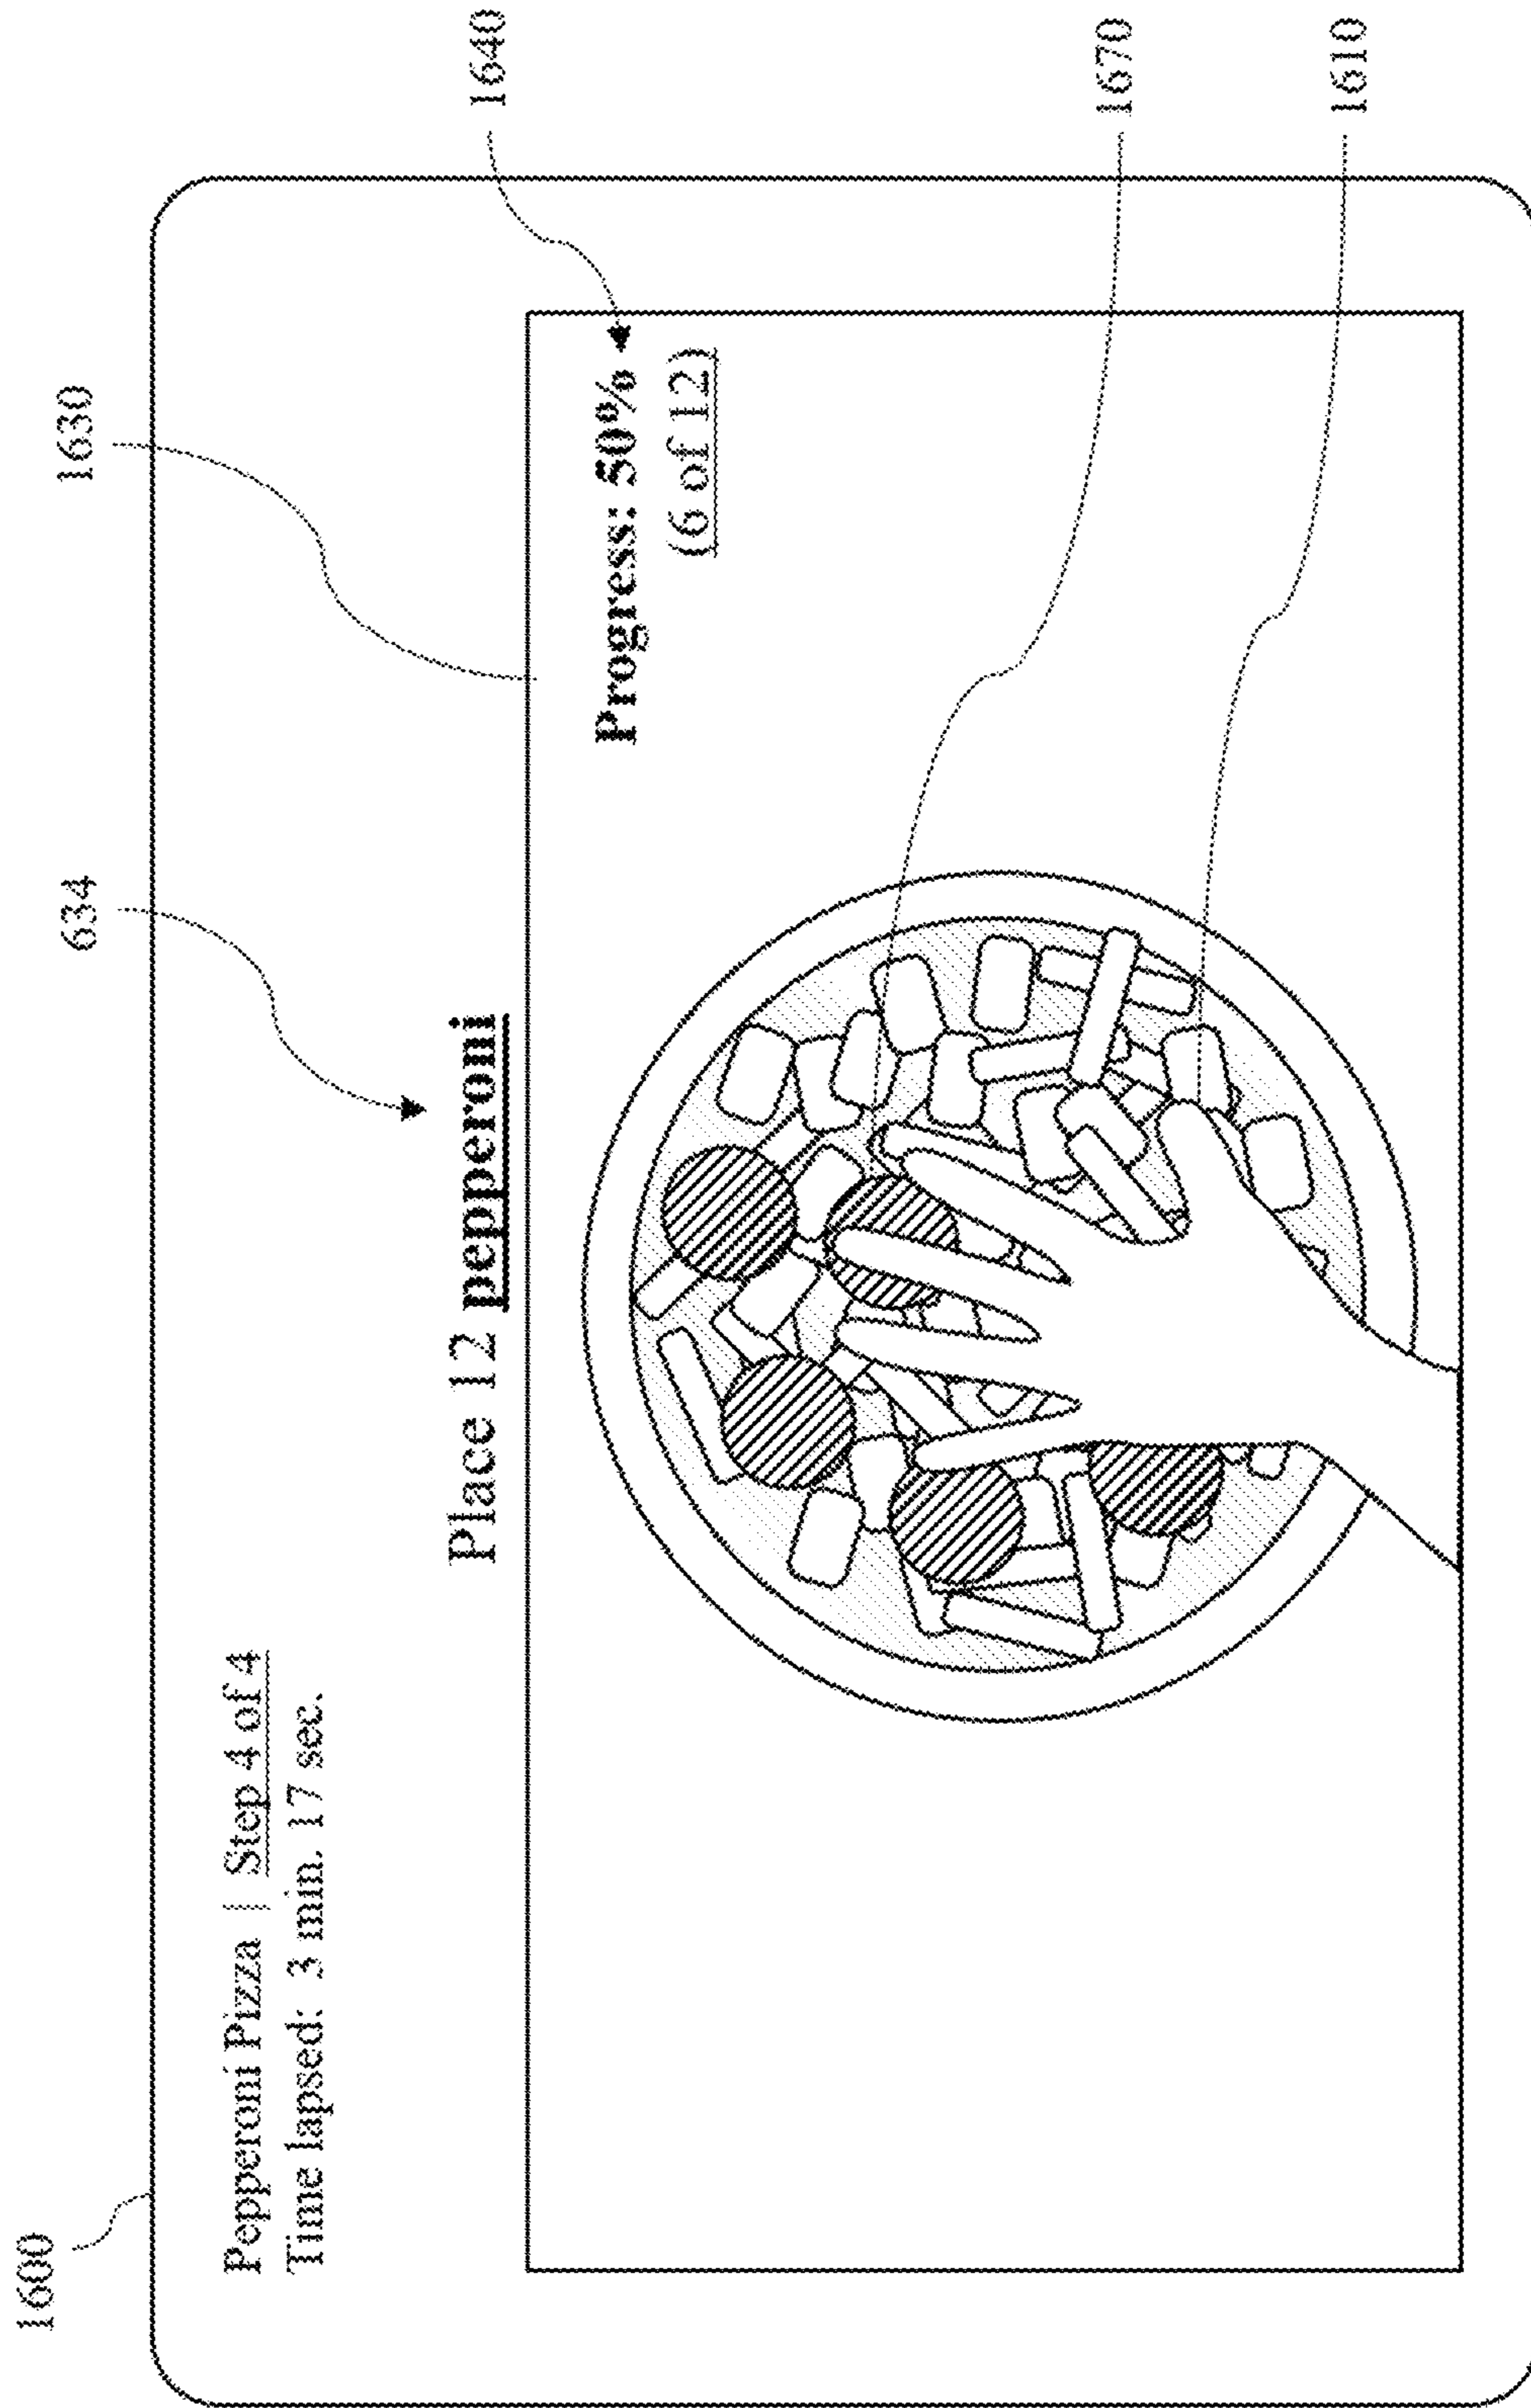 1600
634
1630
1640
Pepperoni Pizza | Step 4 of 4
Time lapsed: 3 min. 17 sec.
Place 12 pepperoni
Progress: 50%
(6 of 12)
1670
1610